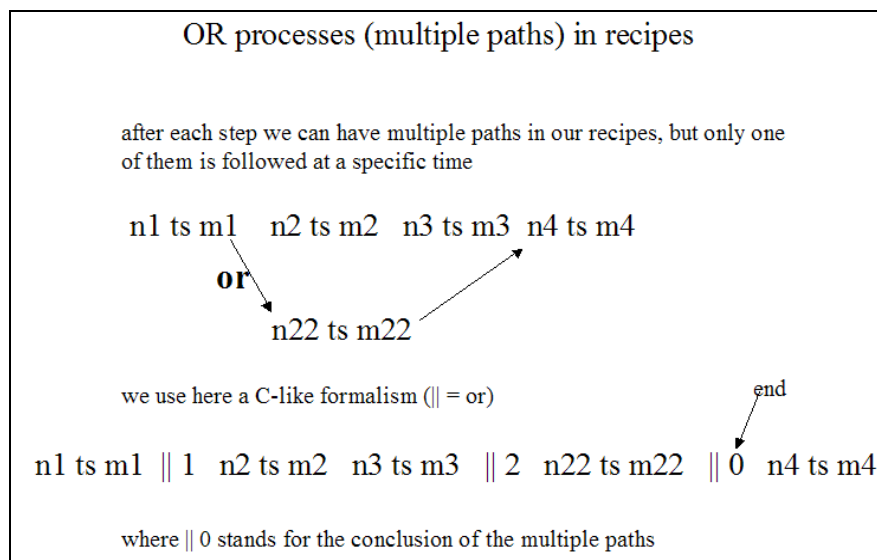 OR processes (multiple paths) in recipes
after each step we can have multiple paths in our recipes, but only one
of them is followed at a specific time
n1 ts m1 n2 ts m2 n3 ts m3 n4 ts m4
or
n22 ts m22
we use here a C-like formalism (|| = or)
end
n1 ts m1 || 1 n2 ts m2 n3 ts m3 || 2 n22 ts m22 || 0 n4 ts m4
where || 0 stands for the conclusion of the multiple paths